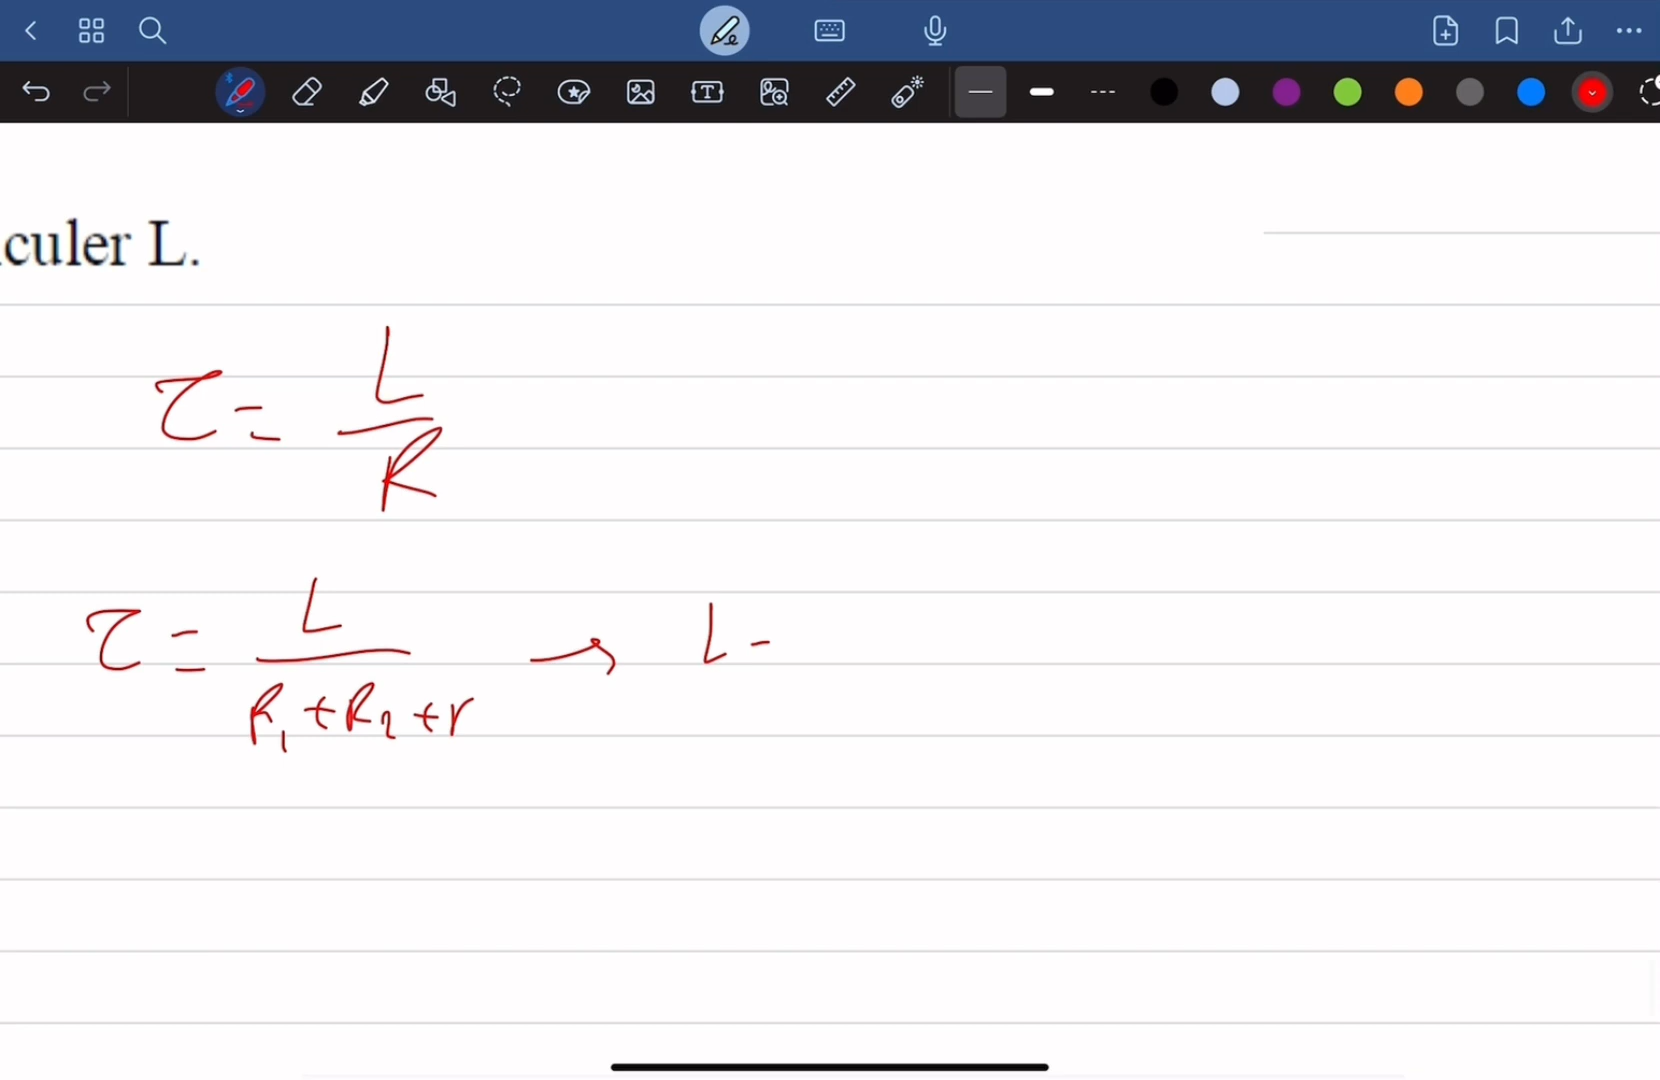 culer L.
τ = L / R
τ = L / R₁ + R₂ + r → L -